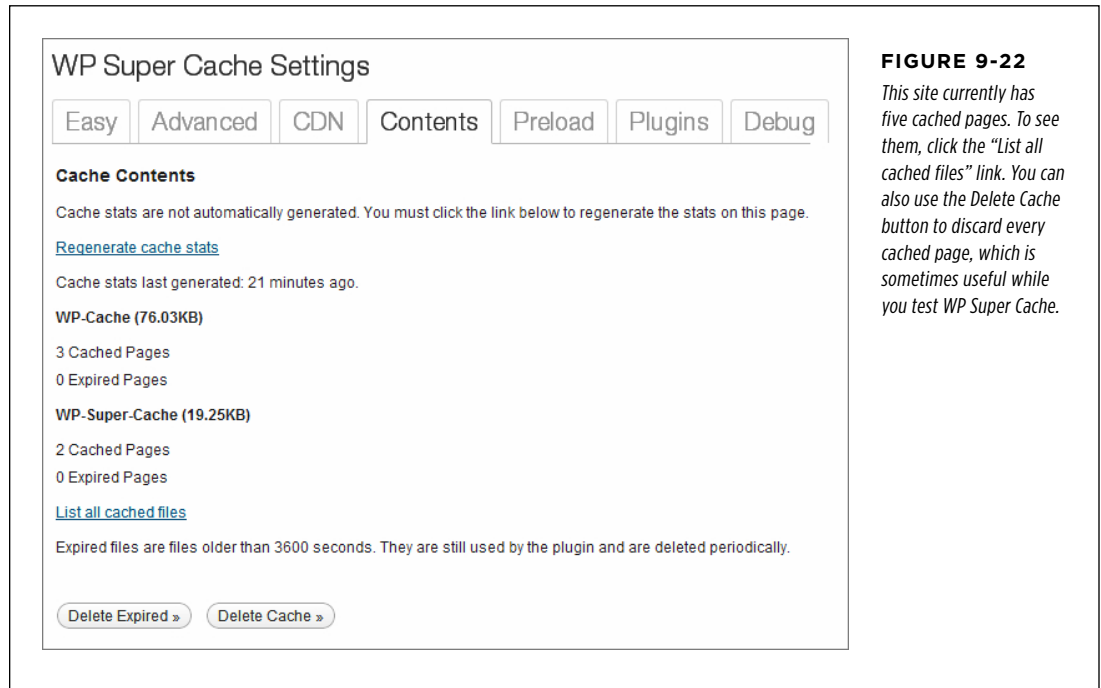 WP Super Cache Settings
Easy Advanced CDN Contents Preload Plugins Debug
Cache Contents
Cache stats are not automatically generated. You must click the link below to regenerate the stats on this page.
Regenerate cache stats
Cache stats last generated: 21 minutes ago.
WP-Cache (76.03KB)
3 Cached Pages
0 Expired Pages
WP-Super-Cache (19.25KB)
2 Cached Pages
0 Expired Pages
List all cached files
Expired files are files older than 3600 seconds. They are still used by the plugin and are deleted periodically.
Delete Expired » Delete Cache »
FIGURE 9-22
This site currently has
five cached pages. To see
them, click the “List all
cached files” link. You can
also use the Delete Cache
button to discard every
cached page, which is
sometimes useful while
you test WP Super Cache.